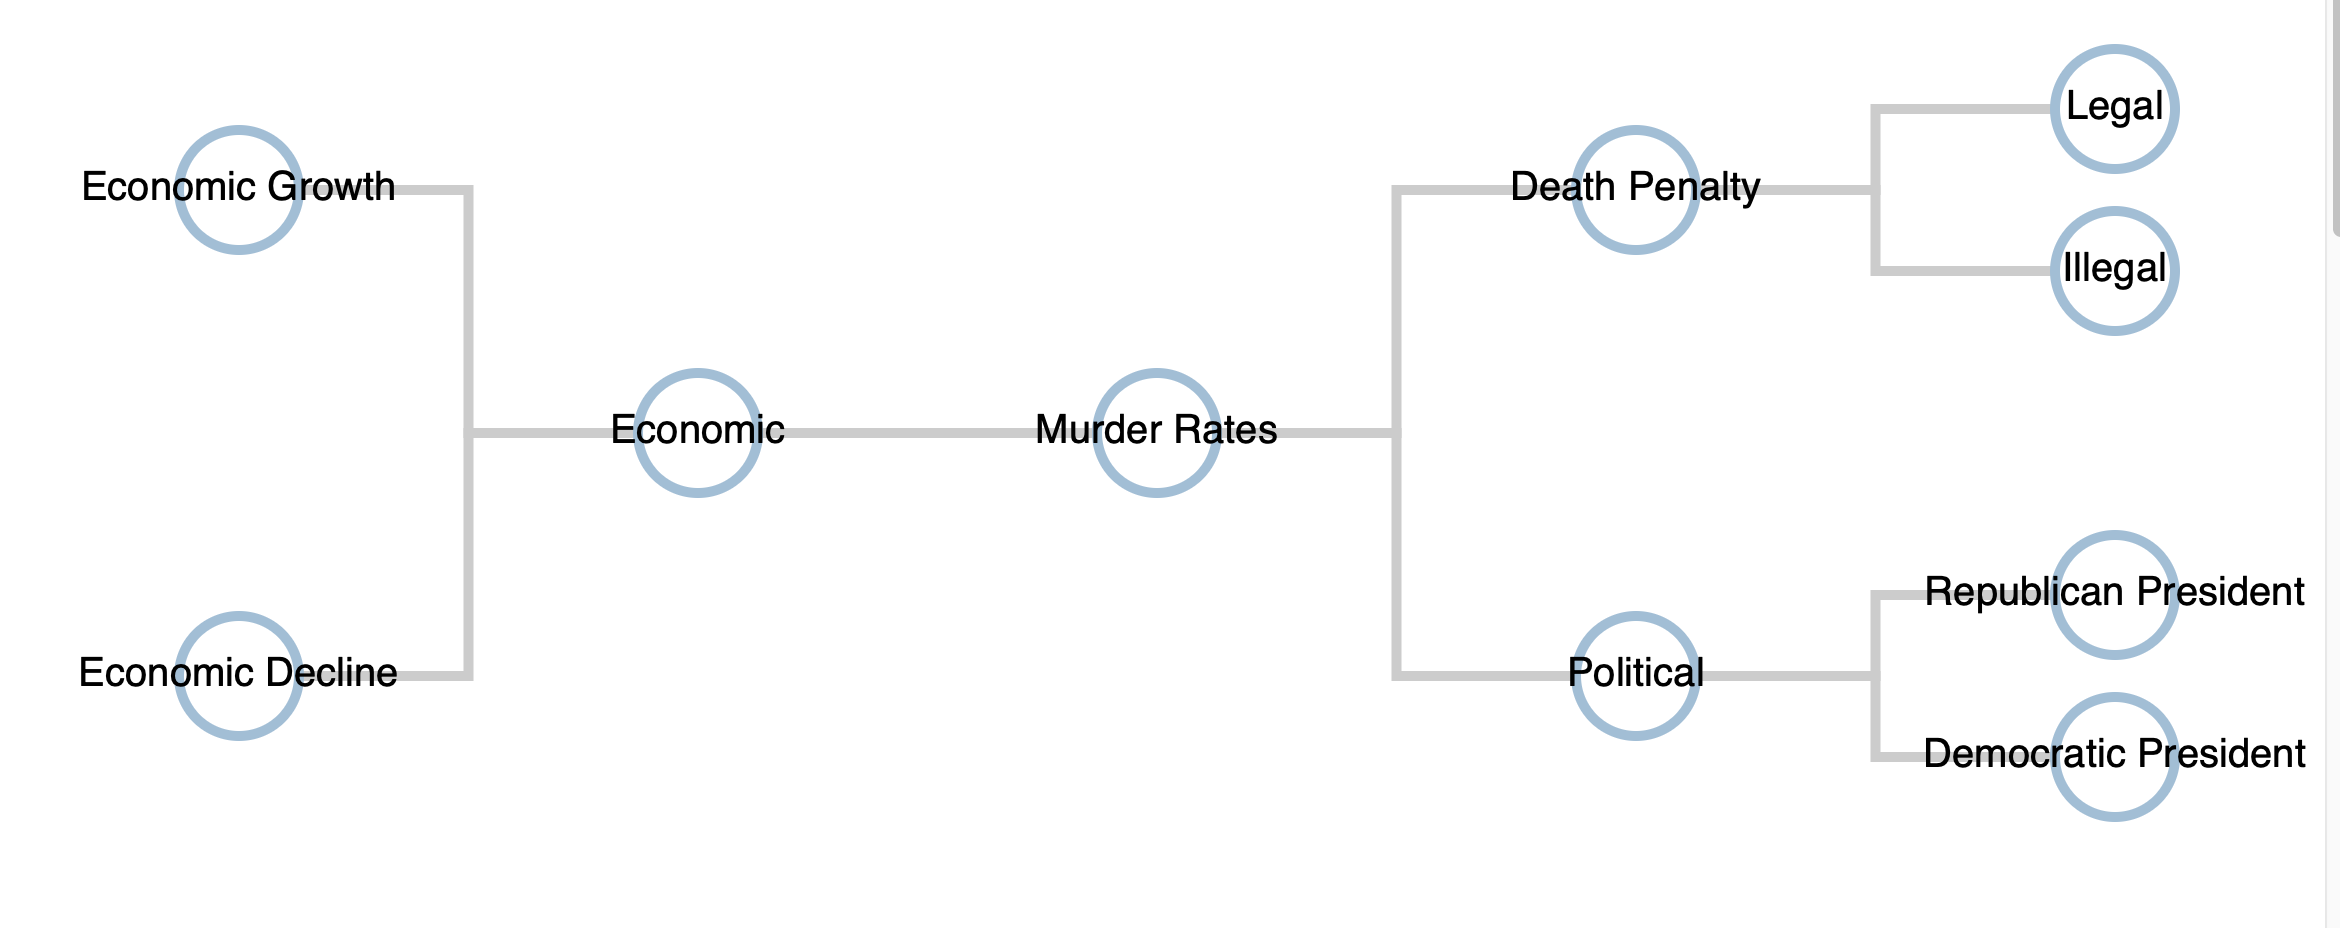 Legal
Economic Growth
Death Penalty
Illegal
Economic
Murder Rates
Republican President
Economic Decline
Political
Democratic President